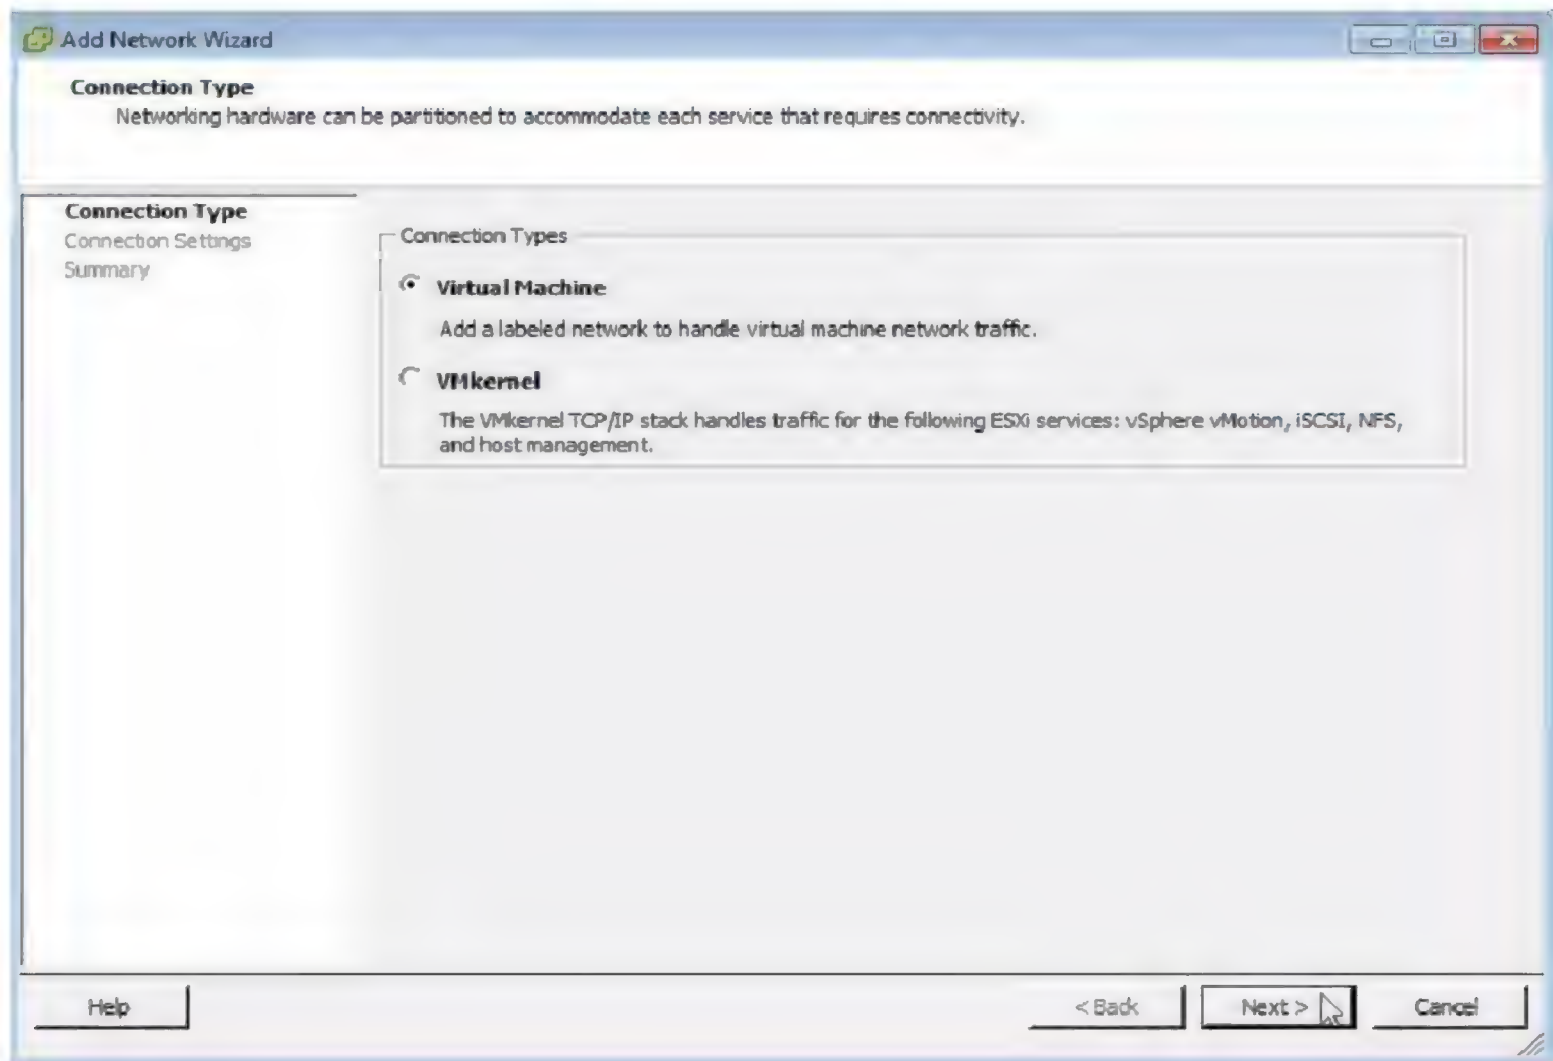 Add Network Wizard
Connection Type
Networking hardware can be partitioned to accommodate each service that requires connectivity.
Connection Type
Connection Settings
Summary
Connection Types
Virtual Machine
Add a labeled network to handle virtual machine network traffic.
VMkernel
The VMkernel TCP/IP stack handles traffic for the following ESXi services: vSphere vMotion, iSCSI, NFS,
and host management.
Help
< Back
Next >
Cancel